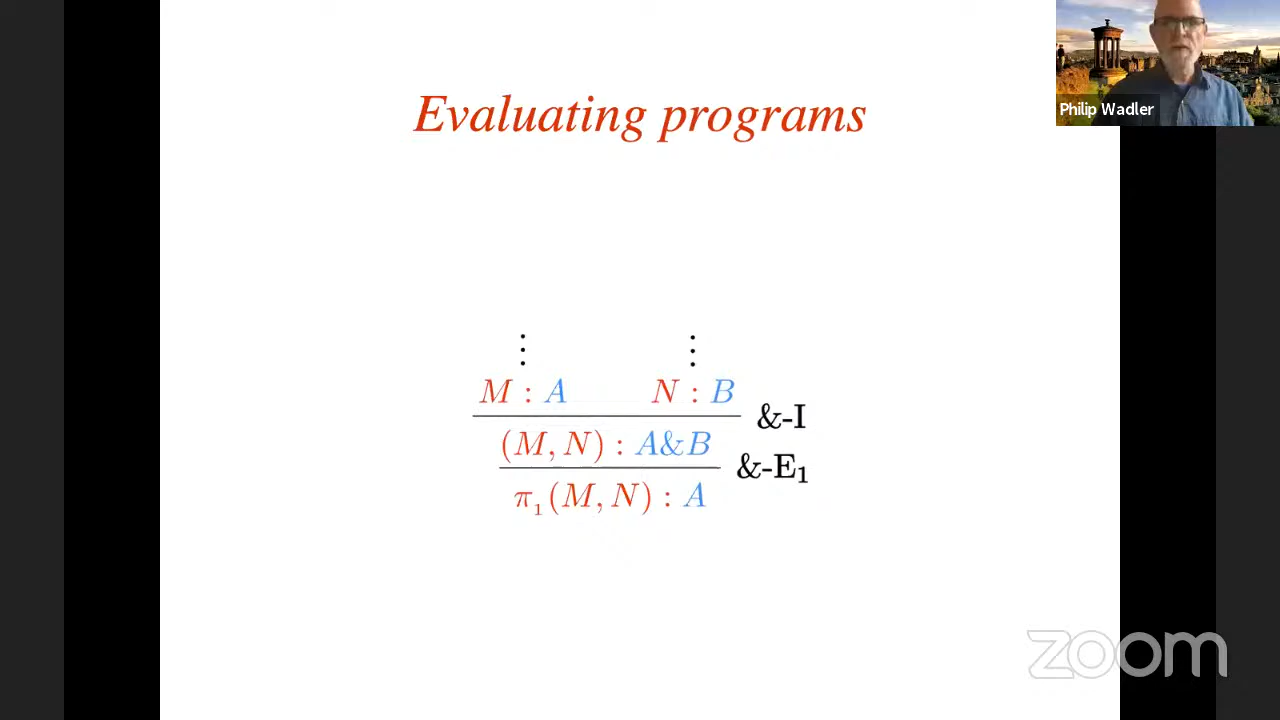 Evaluating programs
Philip Wadler
⋮ ⋮
M : A N : B
&-I
(M, N) : A&B
&-E₁
π₁(M, N) : A
zoom